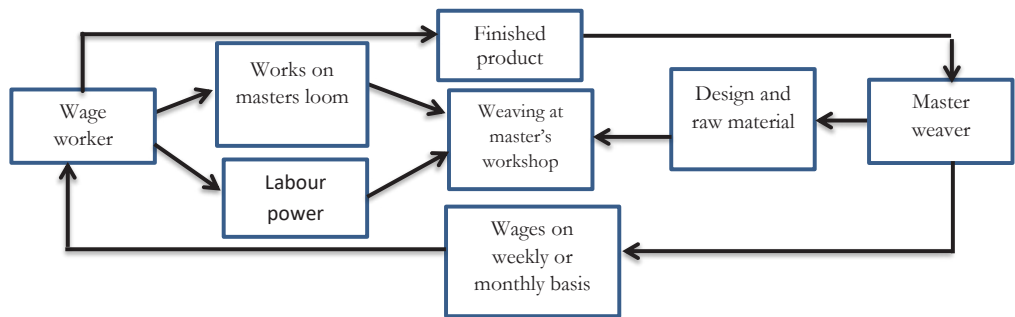 Finished
product
Works on
masters loom
Wage
worker
Weaving at
master's
workshop
Design and
raw material
Master
weaver
Labour
power
Wages on
weekly or
monthly basis